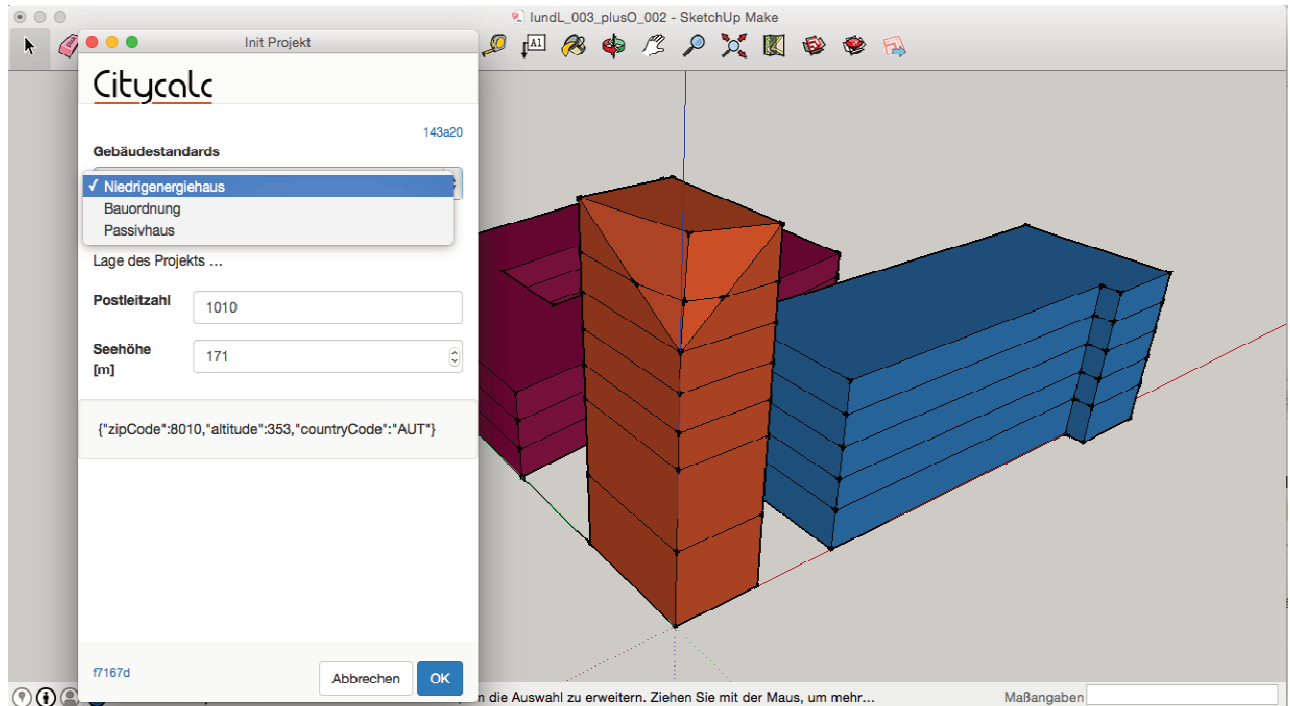 lundL_003_plusO_002 - SketchUp Make
A1
Init Projekt
Citycalc
143a20
Gebäudestandards
✓ Niedrigenergiehaus
Bauordnung
Passivhaus
Lage des Projekts ...
Postleitzahl 1010
Seehöhe 171
[m]
{"zipCode":8010,"altitude":353,"countryCode":"AUT"}
f7167d
Abbrechen OK
n die Auswahl zu erweitern. Ziehen Sie mit der Maus, um mehr... Maßangaben